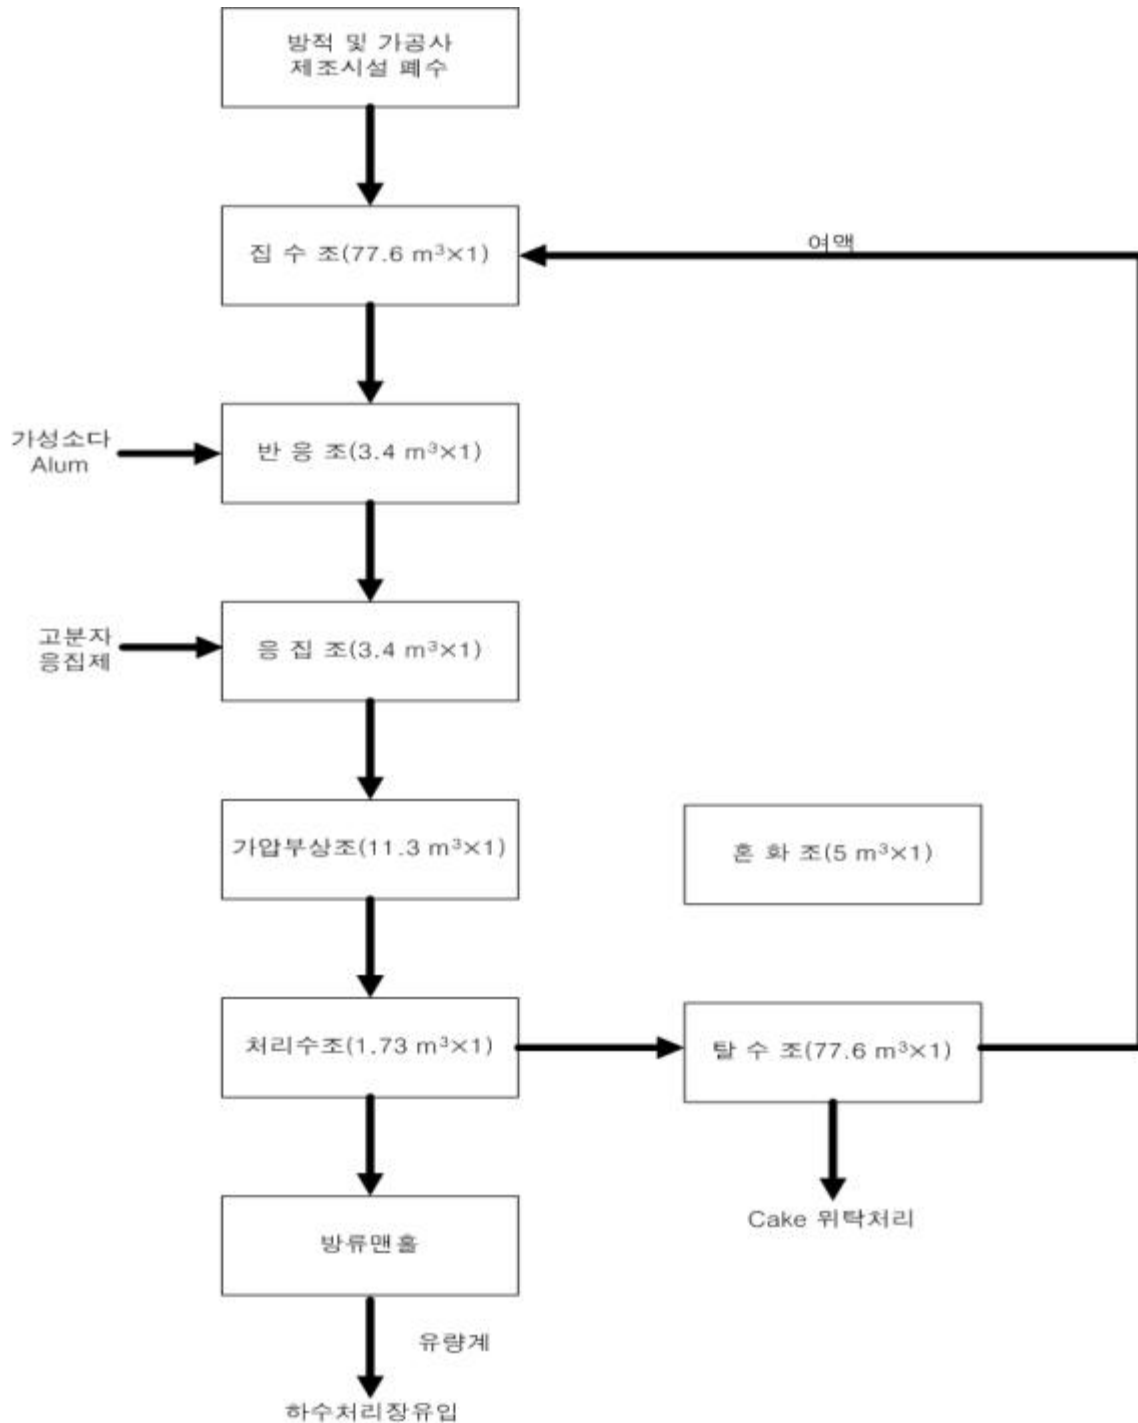 방적 및 가공사
제조시설 폐수
집 수 조(77.6 m³×1)
여맥
가성소다
Alum
반 응 조(3.4 m³×1)
고분자
응집제
응 집 조(3.4 m³×1)
가압부상조(11.3 m³×1)
혼 화 조(5 m³×1)
처리수조(1.73 m³×1)
탈 수 조(77.6 m³×1)
Cake 위탁처리
방류맨홀
유량계
하수처리장유입